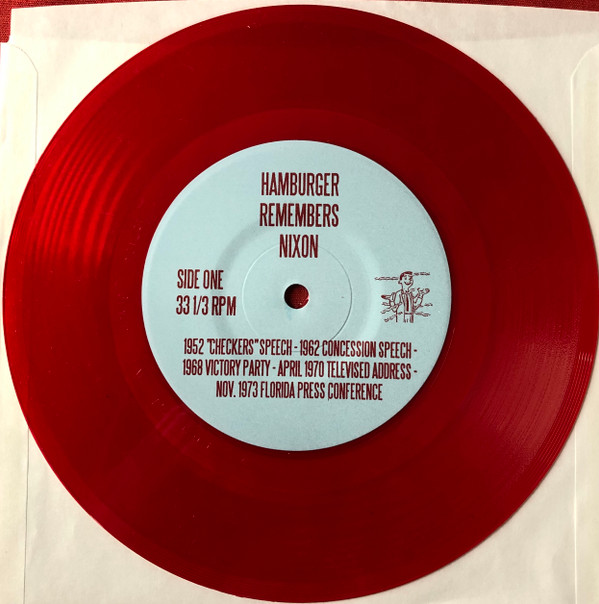 HAMBURGER
REMEMBERS
NIXON
SIDE ONE
33 1/3 RPM
1952 "CHECKERS" SPEECH - 1962 CONCESSION SPEECH -
1968 VICTORY PARTY - APRIL 1970 TELEVISED ADDRESS -
NOV. 1973 FLORIDA PRESS CONFERENCE